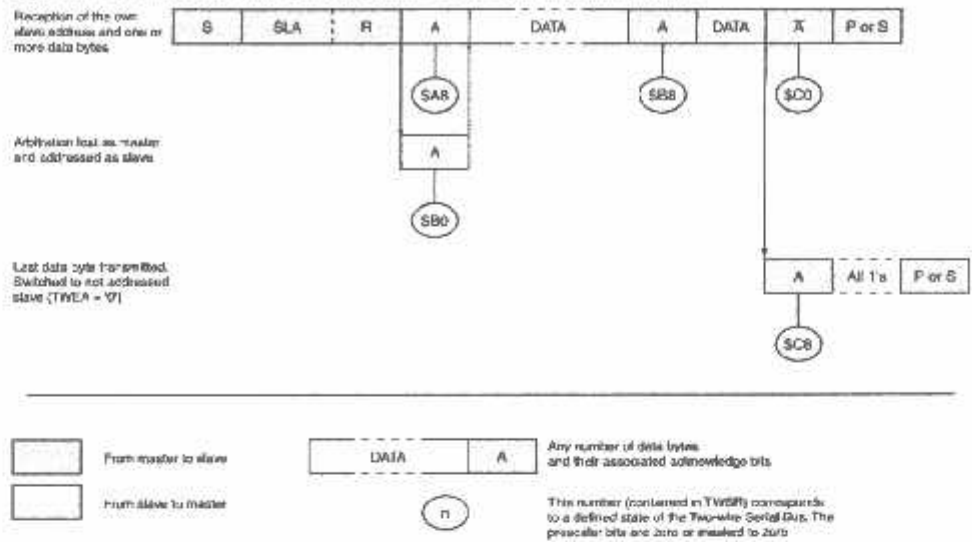 Reception of the own
slave address and one or
more data bytes
S SLA R A DATA A DATA A P or S
$A8 $B8 $C0
Arbitration lost as master
and addressed as slave
A
$B0
Last data byte transmitted.
Switched to not addressed
slave (TWEA = '0')
A All 1's P or S
$C8
From master to slave
DATA A
Any number of data bytes
and their associated acknowledge bits
From slave to master
n
This number (contained in TWSR) corresponds
to a defined state of the Two-wire Serial Bus. The
prescaler bits are zero or masked to zero